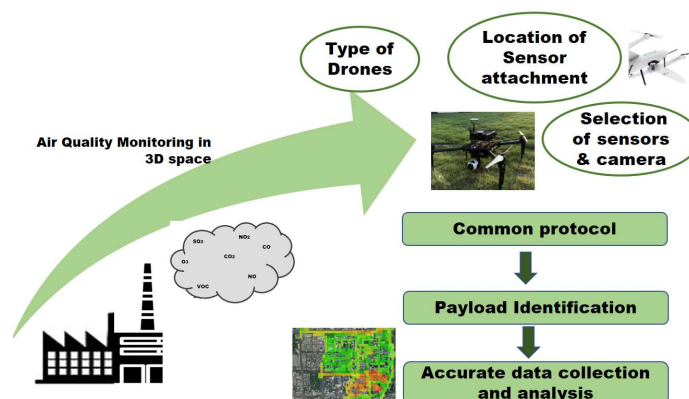 Type of
Drones
Location of
Sensor
attachment
Air Quality Monitoring in
3D space
Selection
of sensors
& camera
SO2
NO2
CO
O3
CO2
NO
VOC
Common protocol
Payload Identification
Accurate data collection
and analysis